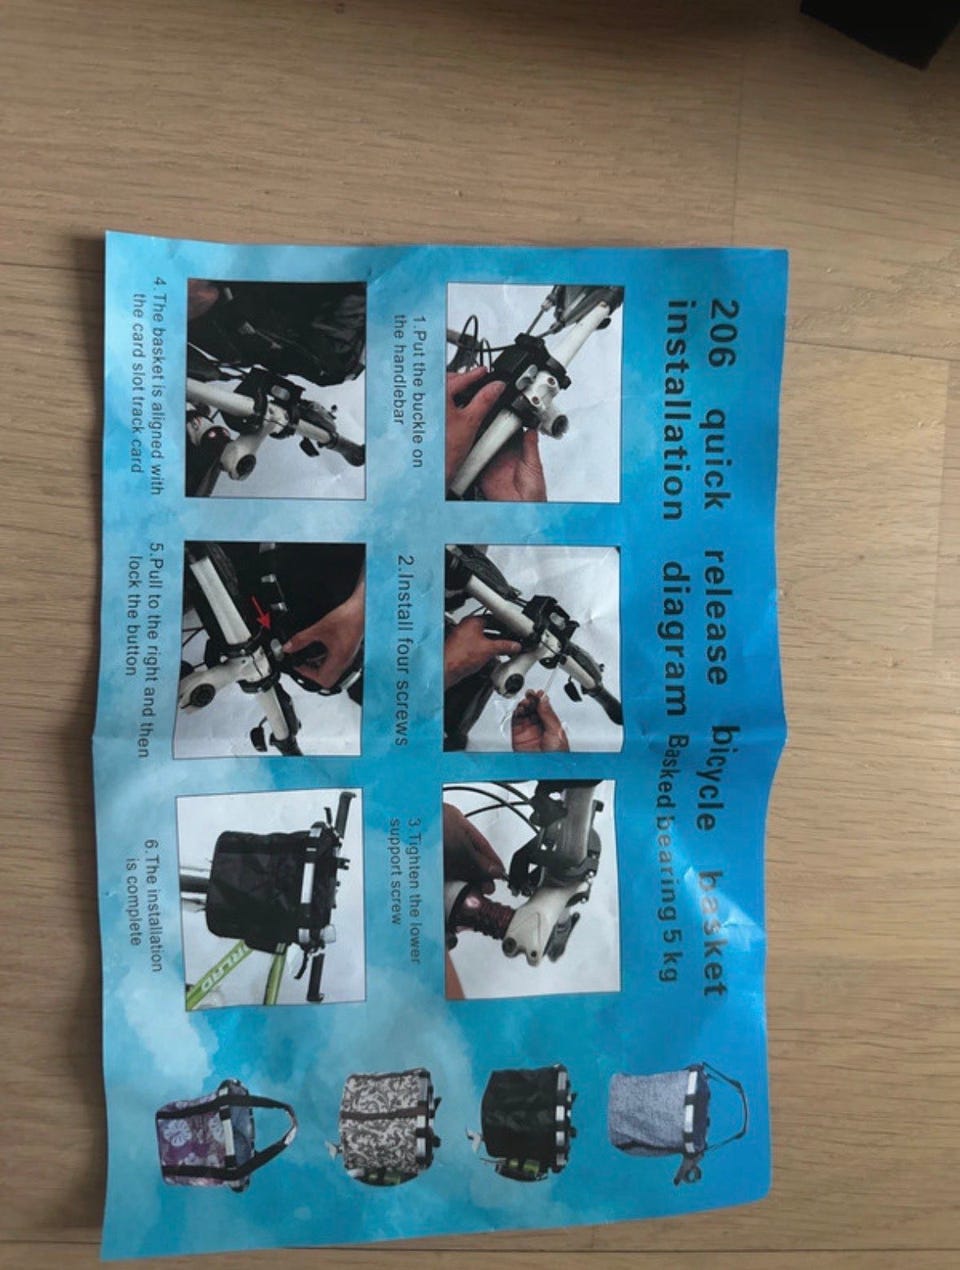 206 quick release bicycle basket
installation diagram Basked bearing 5 kg
1.Put the buckle on
the handlebar
2.Install four screws
3.Tighten the lower
support screw
4.The basket is aligned with
the card slot track card
5.Pull to the right and then
lock the button
6.The installation
is complete